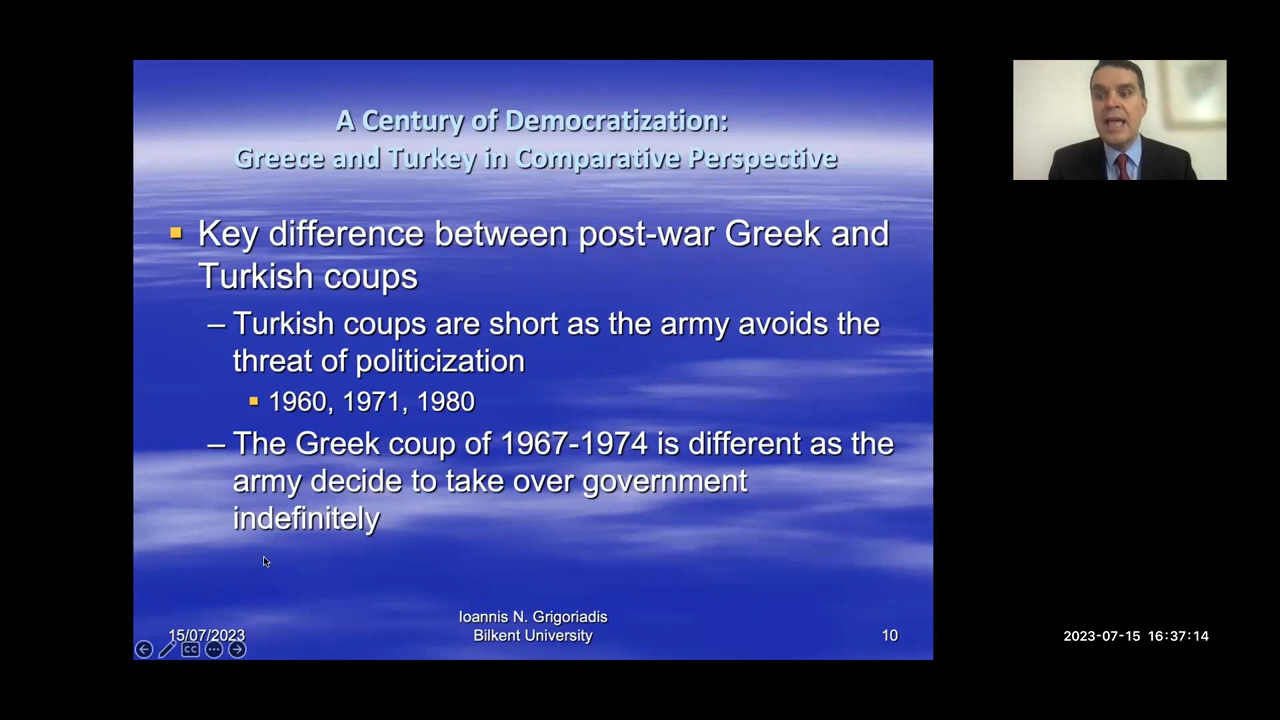 A Century of Democratization:
Greece and Turkey in Comparative Perspective
Key difference between post-war Greek and
Turkish coups
– Turkish coups are short as the army avoids the
threat of politicization
1960, 1971, 1980
– The Greek coup of 1967-1974 is different as the
army decide to take over government
indefinitely
Ioannis N. Grigoriadis
15/07/2023
Bilkent University
10
CC
2023-07-15 16:37:14